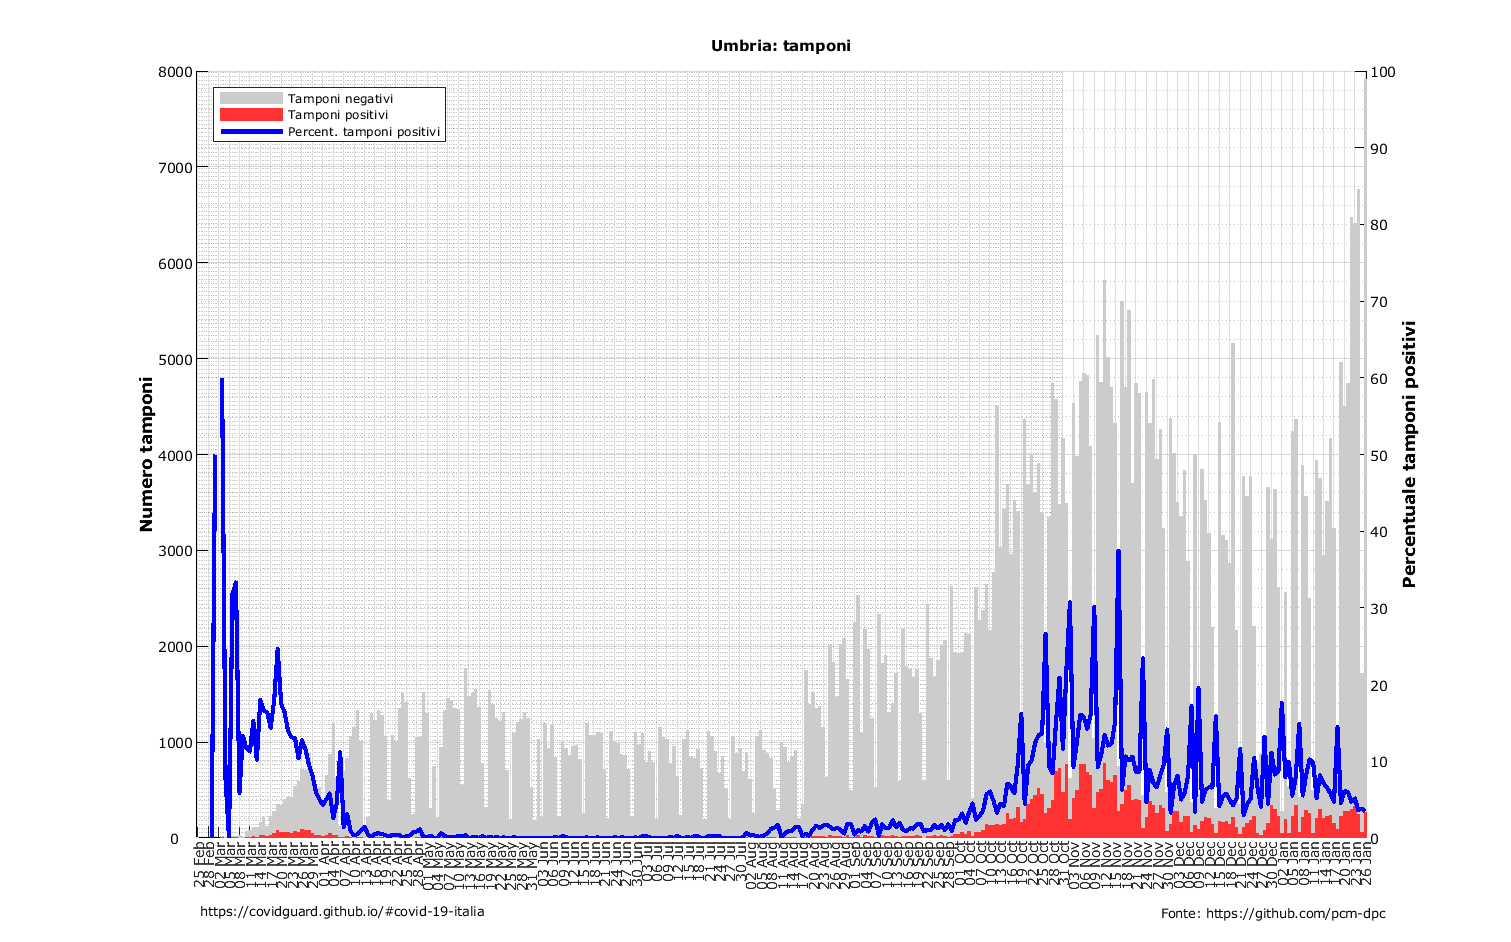 Umbria: tamponi
8000
7000
6000
5000
4000
3000
2000
1000
0
Numero tamponi
Tamponi negativi
Tamponi positivi
Percent. tamponi positivi
100
90
80
70
60
50
40
30
20
10
0
Percentuale tamponi positivi
25 Feb
28 Feb
02 Mar
05 Mar
08 Mar
11 Mar
14 Mar
17 Mar
20 Mar
23 Mar
26 Mar
29 Mar
01 Apr
04 Apr
07 Apr
10 Apr
13 Apr
16 Apr
19 Apr
22 Apr
25 Apr
28 Apr
01 May
04 May
07 May
10 May
13 May
16 May
19 May
22 May
25 May
28 May
31 May
03 Jun
06 Jun
09 Jun
12 Jun
15 Jun
18 Jun
21 Jun
24 Jun
27 Jun
30 Jun
03 Jul
06 Jul
09 Jul
12 Jul
15 Jul
18 Jul
21 Jul
24 Jul
27 Jul
30 Jul
02 Aug
05 Aug
08 Aug
11 Aug
14 Aug
17 Aug
20 Aug
23 Aug
26 Aug
29 Aug
01 Sep
04 Sep
07 Sep
10 Sep
13 Sep
16 Sep
19 Sep
22 Sep
25 Sep
28 Sep
01 Oct
04 Oct
07 Oct
10 Oct
13 Oct
16 Oct
19 Oct
22 Oct
25 Oct
28 Oct
31 Oct
03 Nov
06 Nov
09 Nov
12 Nov
15 Nov
18 Nov
21 Nov
24 Nov
27 Nov
30 Nov
03 Dec
06 Dec
09 Dec
12 Dec
15 Dec
18 Dec
21 Dec
24 Dec
27 Dec
30 Dec
02 Jan
05 Jan
08 Jan
11 Jan
14 Jan
17 Jan
20 Jan
23 Jan
26 Jan
https://covidguard.github.io/#covid-19-italia
Fonte: https://github.com/pcm-dpc